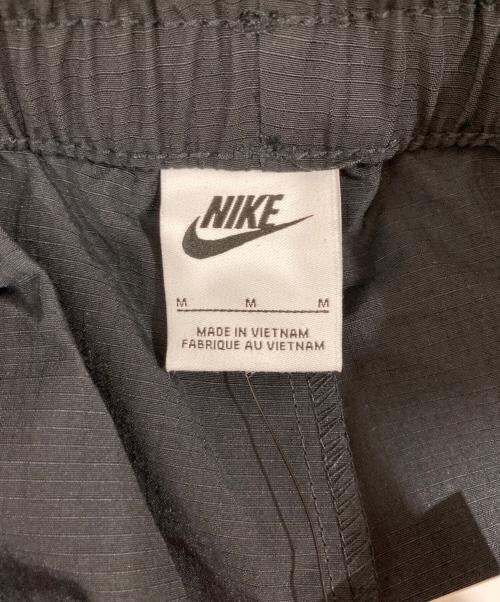 NIKE
M M M
MADE IN VIETNAM
FABRIQUE AU VIETNAM